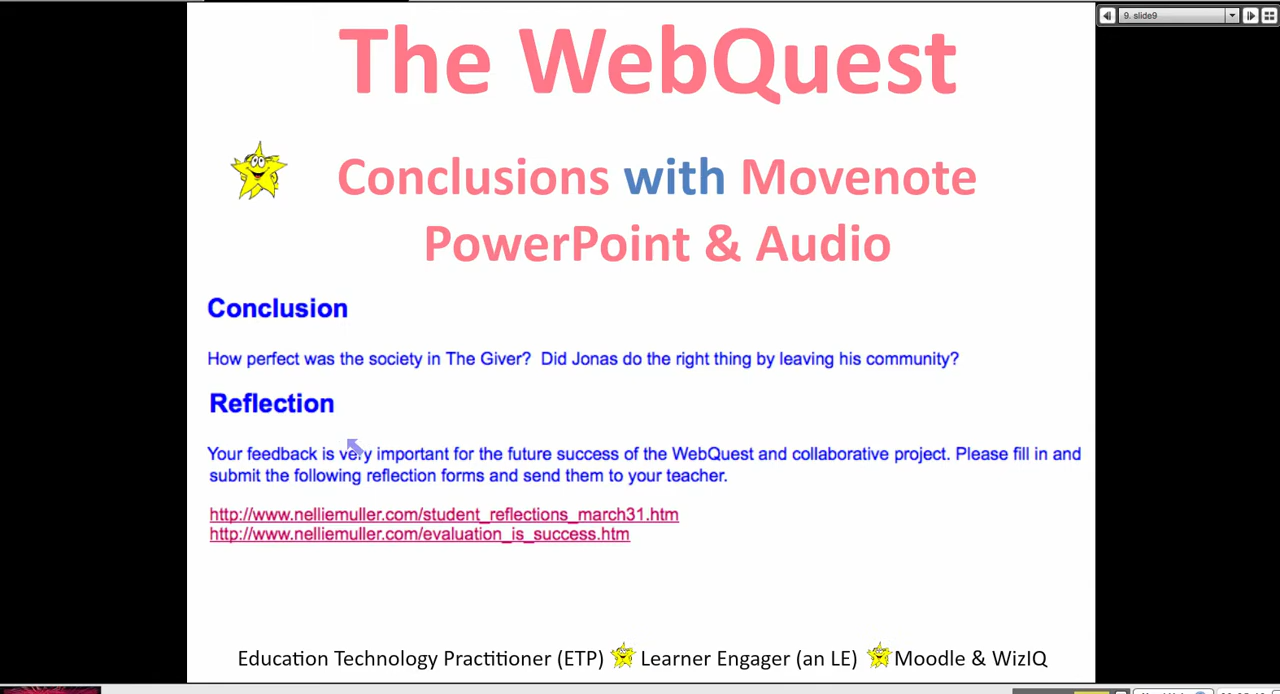 9. slide9
The WebQuest
Conclusions with Movenote
PowerPoint & Audio
Conclusion
How perfect was the society in The Giver? Did Jonas do the right thing by leaving his community?
Reflection
Your feedback is very important for the future success of the WebQuest and collaborative project. Please fill in and
submit the following reflection forms and send them to your teacher.
http://www.nelliemuller.com/student_reflections_march31.htm
http://www.nelliemuller.com/evaluation_is_success.htm
Education Technology Practitioner (ETP) Learner Engager (an LE) Moodle & WizIQ